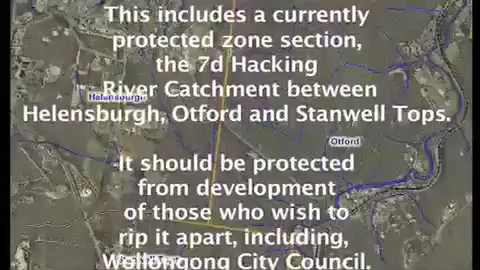 This includes a currently
protected zone section,
the 7d Hacking
River Catchment between
Helensburgh
Helensburgh, Otford and Stanwell Tops.
Otford
It should be protected
from development
of those who wish to
rip it apart, including,
Wollongong City Council.